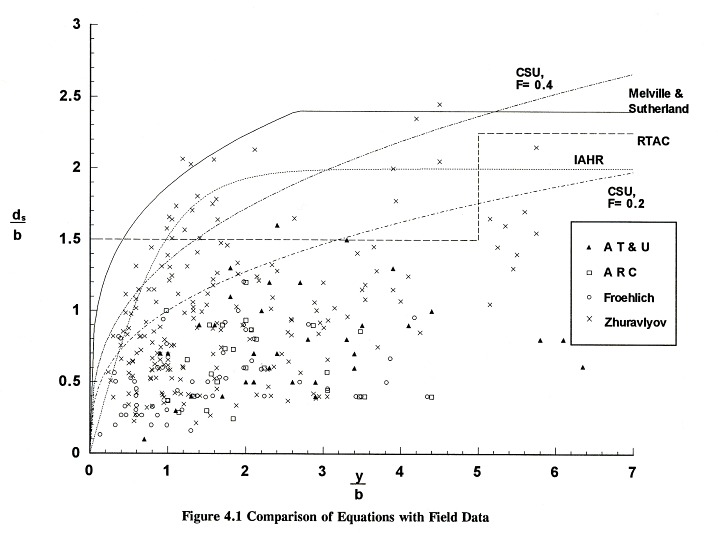 3
2.5
2
1.5
1
0.5
0
ds
b
0
1
2
3
4
5
6
7
y
b
CSU,
F= 0.4
Melville &
Sutherland
RTAC
IAHR
CSU,
F= 0.2
A T & U
A R C
Froehlich
Zhuravlyov
Figure 4.1 Comparison of Equations with Field Data